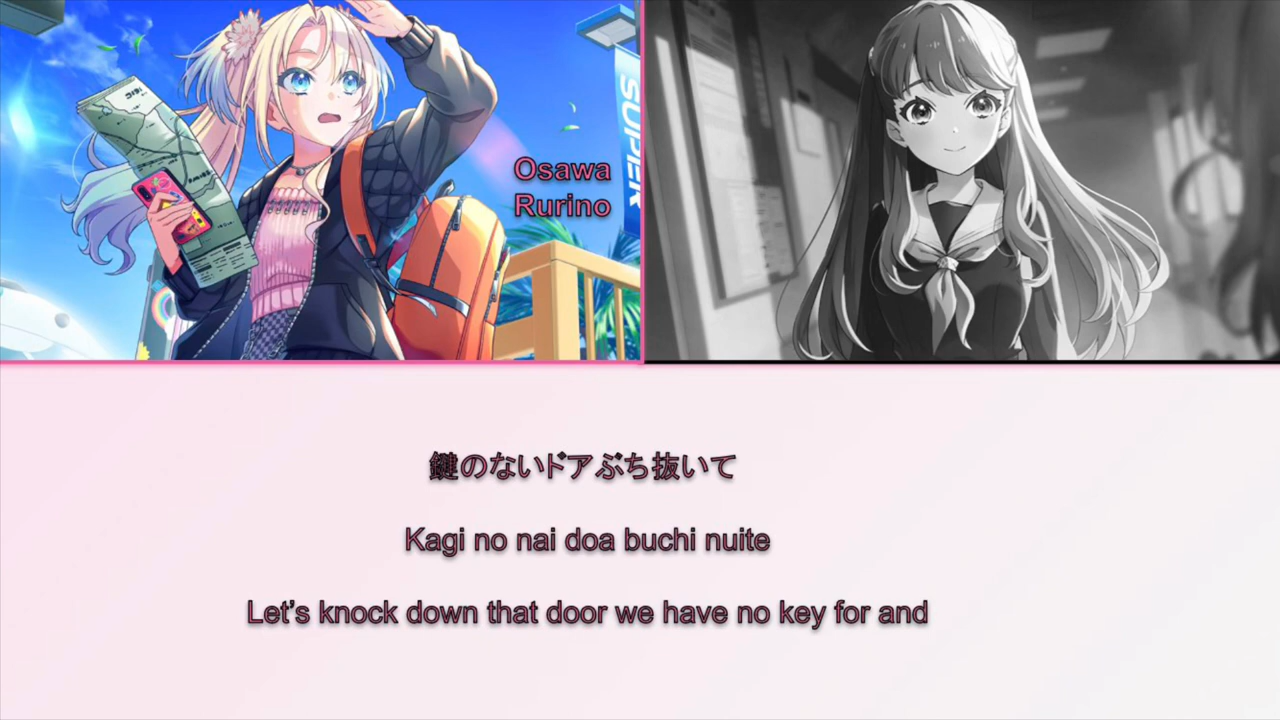 SUPER
Osawa
Rurino
鍵のないドアぶち抜いて
Kagi no nai doa buchi nuite
Let's knock down that door we have no key for and